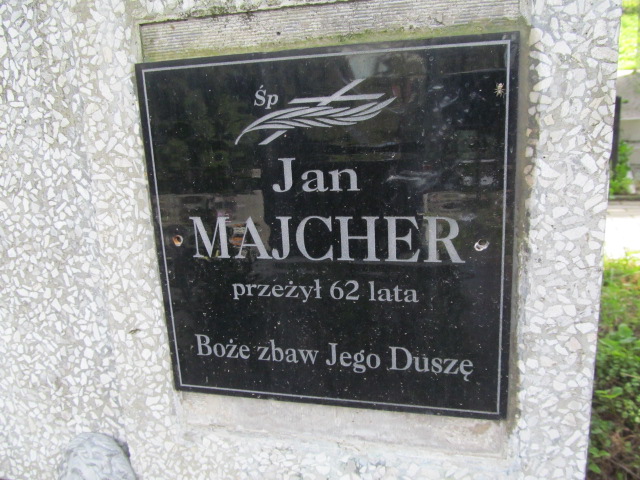 Śp
Jan
MAJCHER
przeżył 62 lata
Boże zbaw Jego Duszę